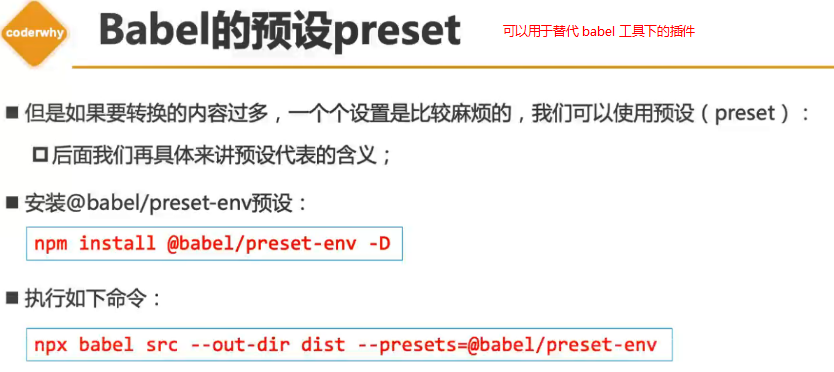 coderwhy
Babel的预设preset
可以用于替代 babel 工具下的插件
但是如果要转换的内容过多，一个个设置是比较麻烦的，我们可以使用预设（preset）：
后面我们再具体来讲预设代表的含义；
安装@babel/preset-env预设：
npm install @babel/preset-env -D
执行如下命令：
npx babel src --out-dir dist --presets=@babel/preset-env